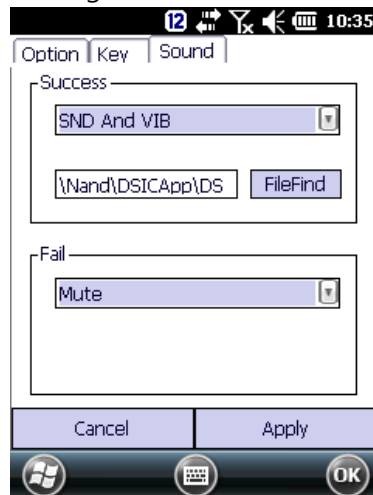 12 10:35
Option Key Sound
Success
SND And VIB
\Nand\DSICApp\DS FileFind
Fail
Mute
Cancel Apply
OK